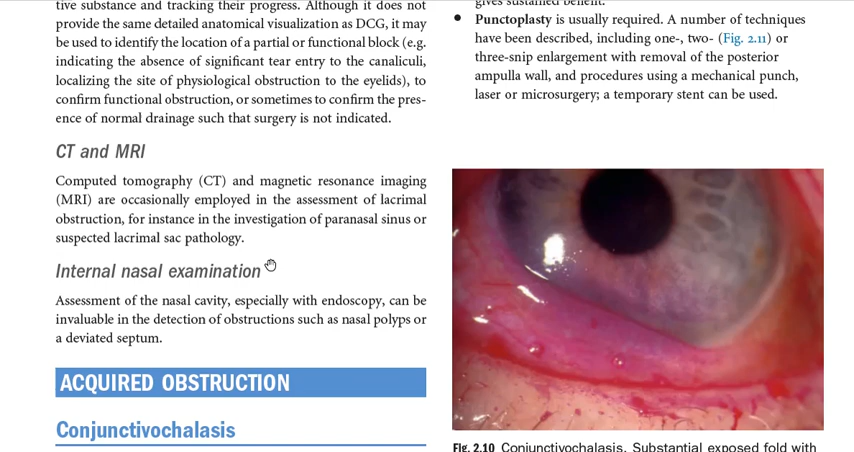 tive substance and tracking their progress. Although it does not
provide the same detailed anatomical visualization as DCG, it may
be used to identify the location of a partial or functional block (e.g.
indicating the absence of significant tear entry to the canaliculi,
localizing the site of physiological obstruction to the eyelids), to
confirm functional obstruction, or sometimes to confirm the pres-
ence of normal drainage such that surgery is not indicated.
CT and MRI
Computed tomography (CT) and magnetic resonance imaging
(MRI) are occasionally employed in the assessment of lacrimal
obstruction, for instance in the investigation of paranasal sinus or
suspected lacrimal sac pathology.
Internal nasal examination
Assessment of the nasal cavity, especially with endoscopy, can be
invaluable in the detection of obstructions such as nasal polyps or
a deviated septum.
ACQUIRED OBSTRUCTION
Conjunctivochalasis
gives sustained benefit.
• Punctoplasty is usually required. A number of techniques
have been described, including one-, two- (Fig. 2.11) or
three-snip enlargement with removal of the posterior
ampulla wall, and procedures using a mechanical punch,
laser or microsurgery; a temporary stent can be used.
Fig. 2.10 Conjunctivochalasis. Substantial exposed fold with